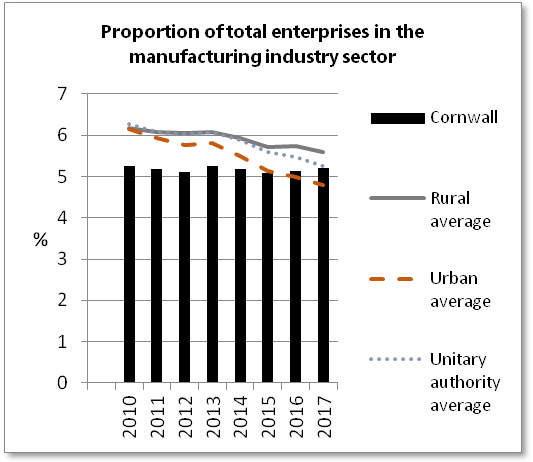 Proportion of total enterprises in the
manufacturing industry sector
7
6
5
4
3
2
1
0
%
2010
2011
2012
2013
2014
2015
2016
2017
Cornwall
Rural
average
Urban
average
Unitary
authority
average